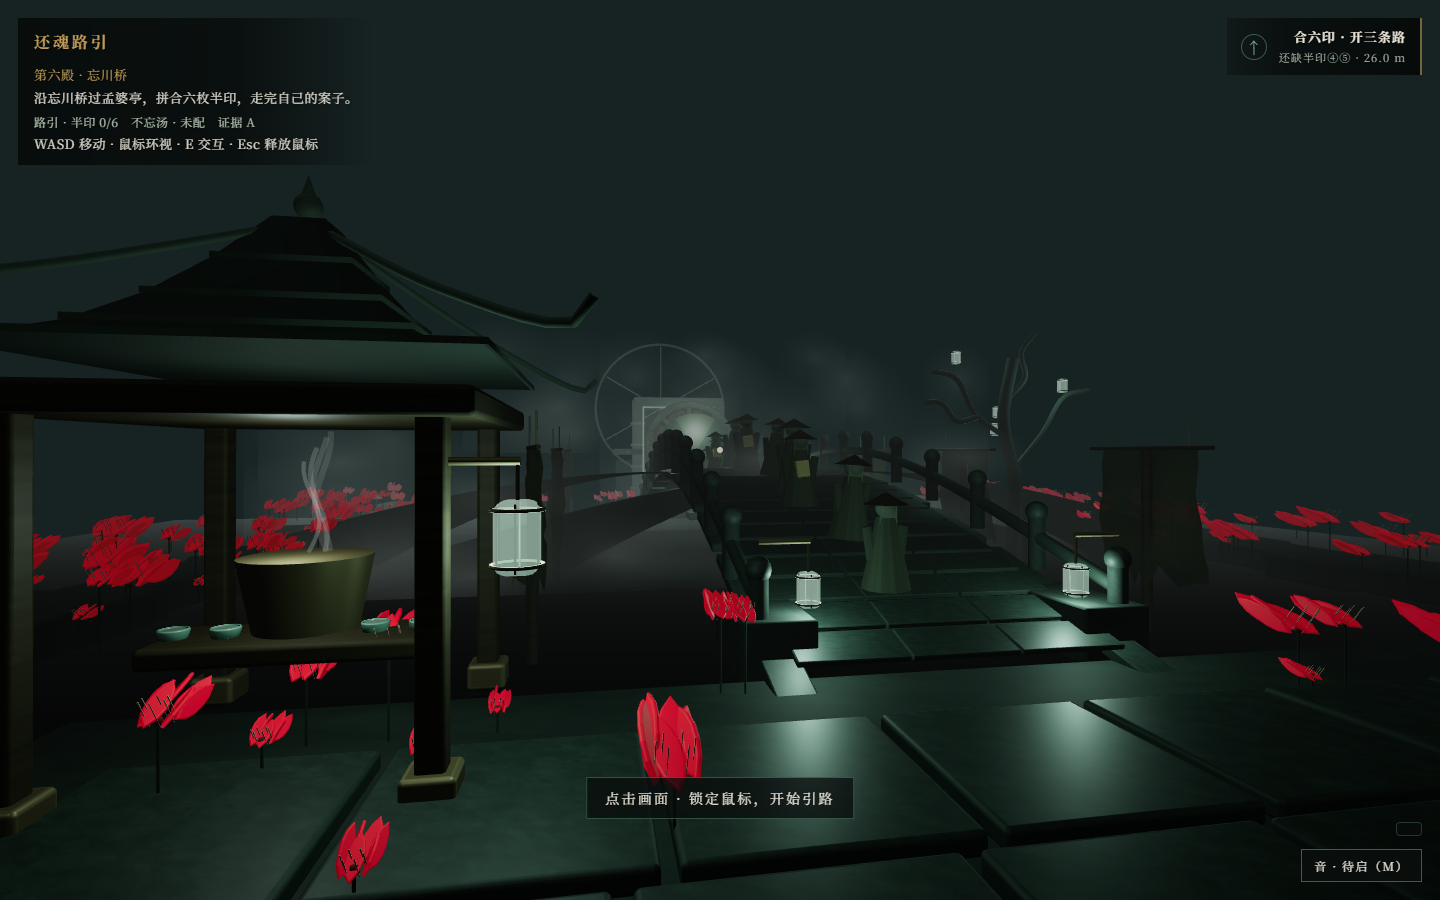 还魂路引
第六殿 · 忘川桥
沿忘川桥过孟婆亭，拼合六枚半印，走完自己的案子。
路引 · 半印 0/6 不忘汤 · 未配 证据 A
WASD 移动 · 鼠标环视 · E 交互 · Esc 释放鼠标
合六印 · 开三条路
还缺半印④⑤ · 26.0 m
点击画面 · 锁定鼠标，开始引路
音 · 待启（M）